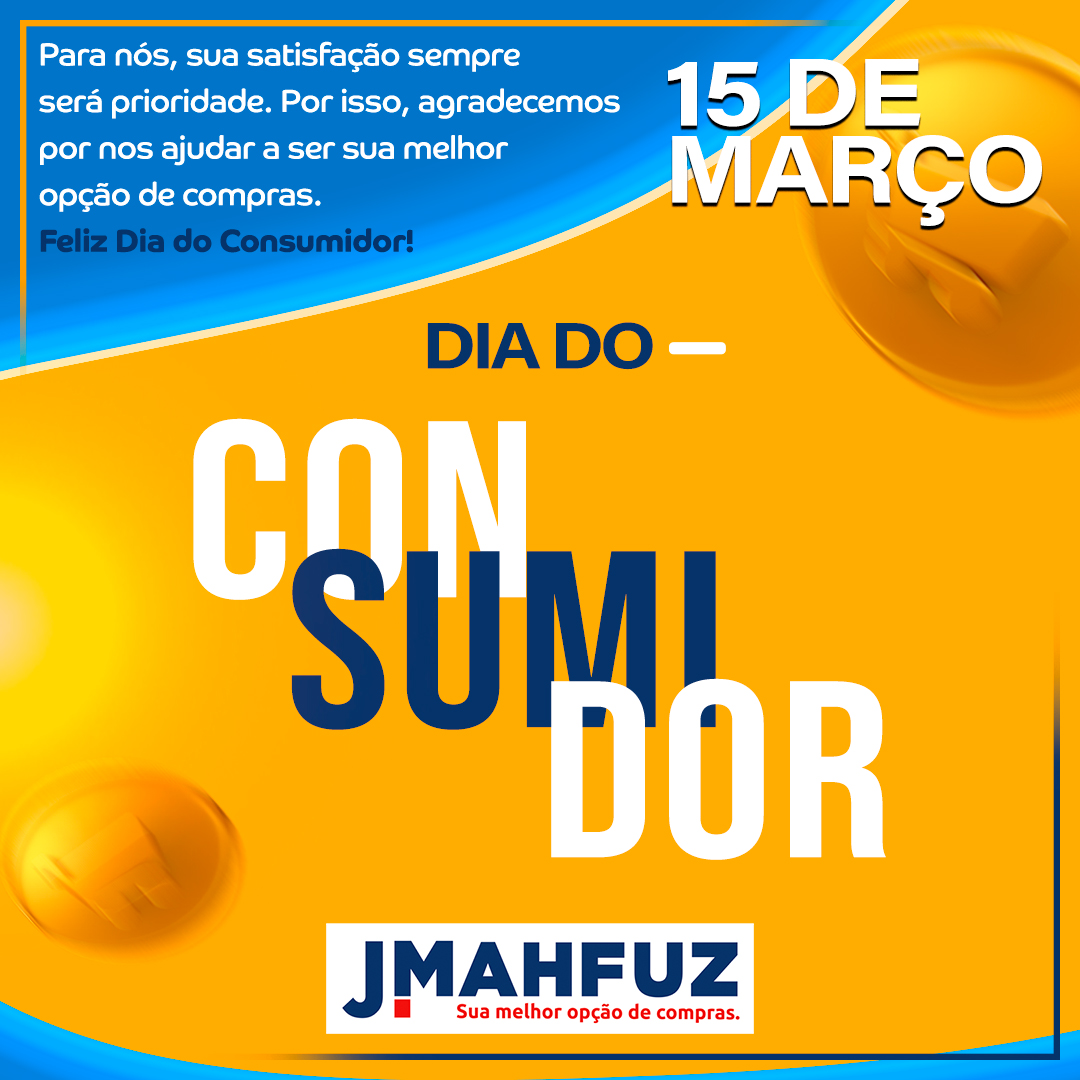 Para nós, sua satisfação sempre
será prioridade. Por isso, agradecemos
por nos ajudar a ser sua melhor
opção de compras.
Feliz Dia do Consumidor!
15 DE
MARÇO
DIA DO –
CON
SUMI
DOR
J.MAHFUZ
Sua melhor opção de compras.